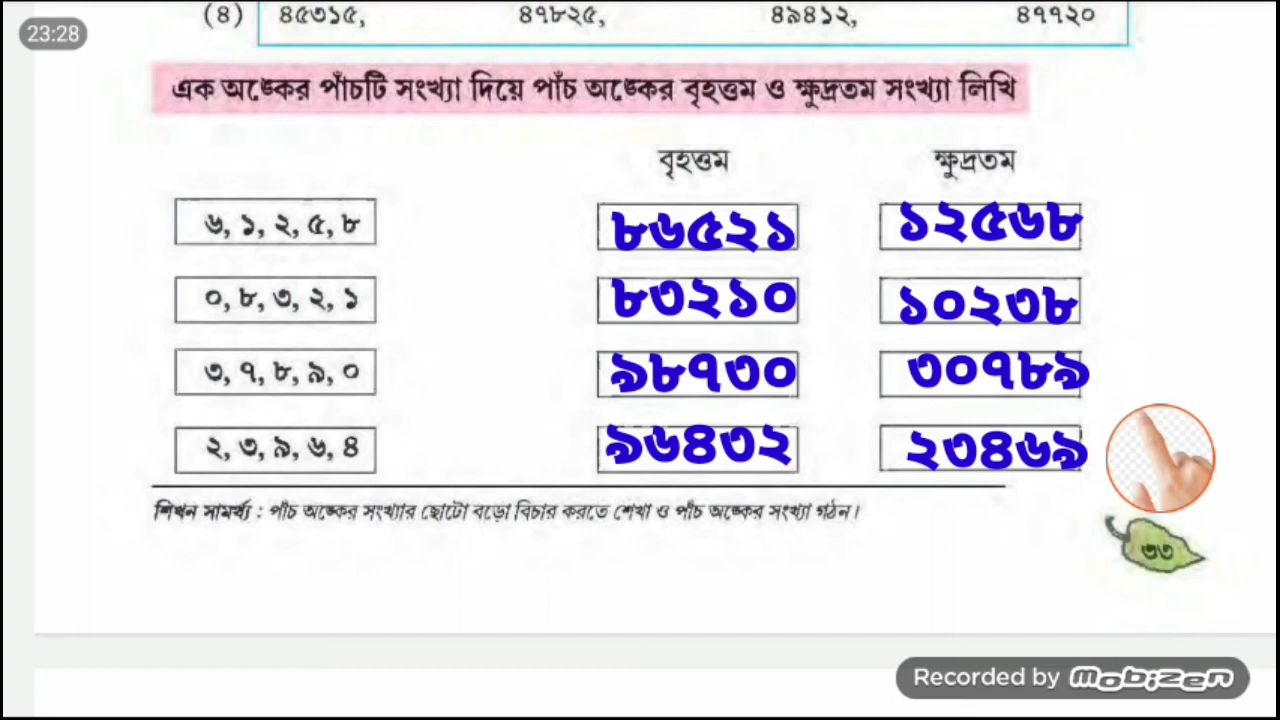 (৪) ৪৫৩১৫, ৪৭৮২৫, ৪৯৪১২, ৪৭৭২০
23:28
এক অঙ্কের পাঁচটি সংখ্যা দিয়ে পাঁচ অঙ্কের বৃহত্তম ও ক্ষুদ্রতম সংখ্যা লিখি
বৃহত্তম ক্ষুদ্রতম
৬, ১, ২, ৫, ৮ ৮৬৫২১ ১২৫৬৮
০, ৮, ৩, ২, ১ ৮৩২১০ ১০২৩৮
৩, ৭, ৮, ৯, ০ ৯৮৭৩০ ৩০৭৮৯
২, ৩, ৯, ৬, ৪ ৯৬৪৩২ ২৩৪৬৯
শিখন সামর্থ্য : পাঁচ অঙ্কের সংখ্যার ছোটো বড়ো বিচার করতে শেখা ও পাঁচ অঙ্কের সংখ্যা গঠন।
৩৩
Recorded by mobizen